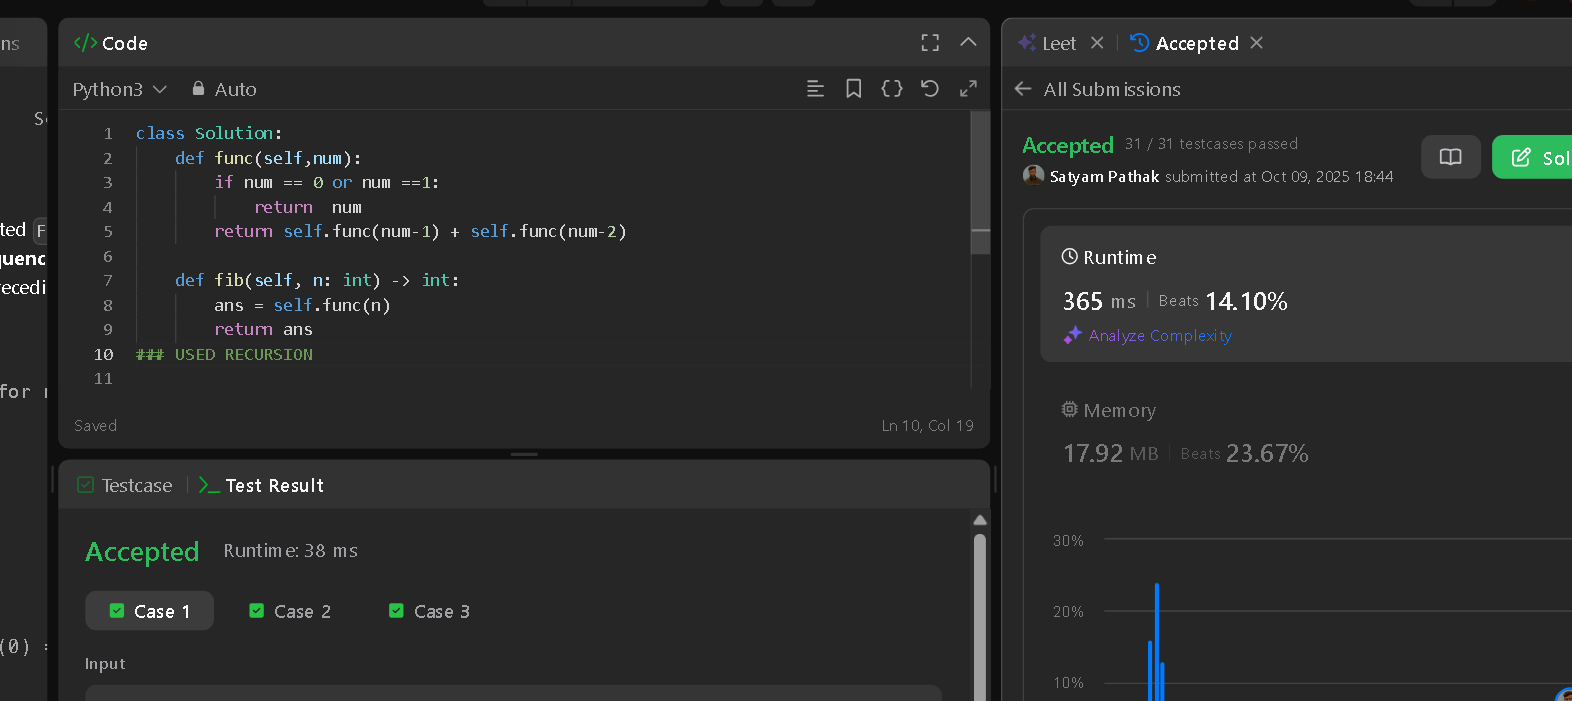 ns
ted F
quenc
recedi
for
(0) =
</> Code
Python3 Auto
1 class Solution:
2 def func(self,num):
3 if num == 0 or num ==1:
4 return  num
5 return self.func(num-1) + self.func(num-2)
6
7 def fib(self, n: int) -> int:
8 ans = self.func(n)
9 return ans
10 ### USED RECURSION
11
Saved Ln 10, Col 19
Testcase Test Result
Accepted Runtime: 38 ms
Case 1 Case 2 Case 3
Input
Leet Accepted
All Submissions
Accepted 31 / 31 testcases passed
Satyam Pathak submitted at Oct 09, 2025 18:44
Sol
Runtime
365 ms Beats 14.10%
Analyze Complexity
Memory
17.92 MB Beats 23.67%
30%
20%
10%